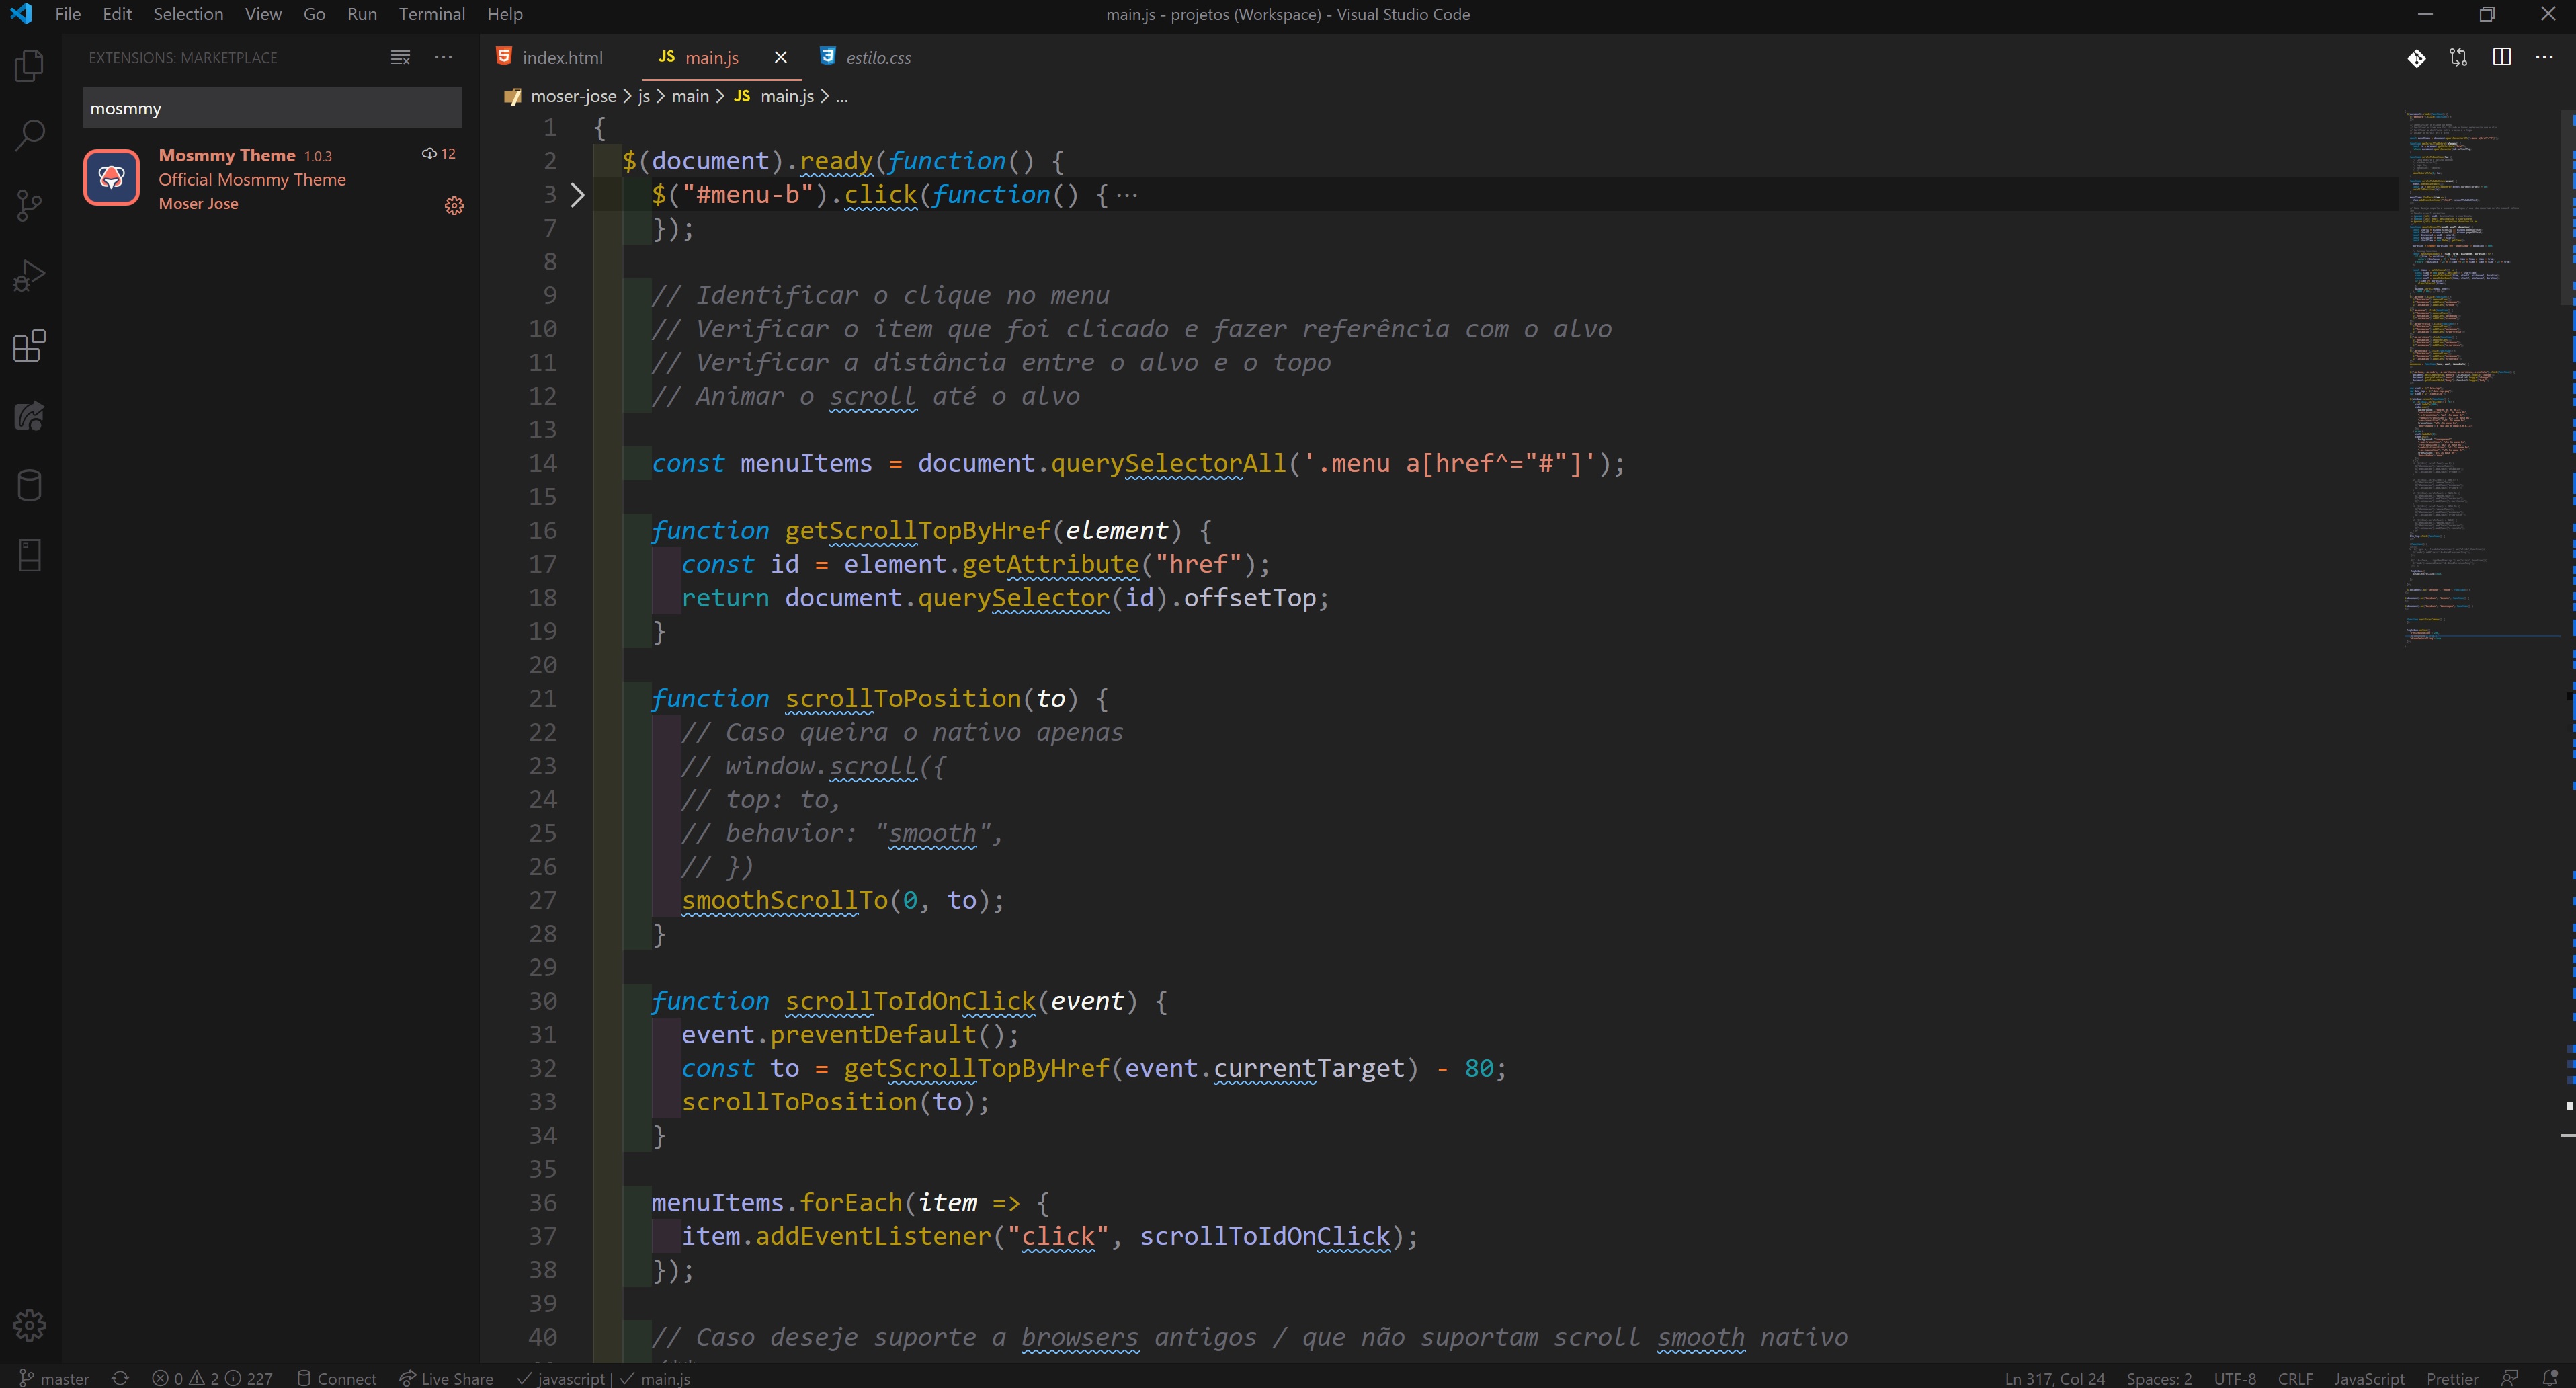 File Edit Selection View Go Run Terminal Help
main.js - projetos (Workspace) - Visual Studio Code
EXTENSIONS: MARKETPLACE
mosmmy
Mosmmy Theme 1.0.3 12
Official Mosmmy Theme
Moser Jose
index.html JS main.js estilo.css
moser-jose > js > main > JS main.js > ...
1 {
2 $(document).ready(function() {
3 $("#menu-b").click(function() { ...
7 });
8
9 // Identificar o clique no menu
10 // Verificar o item que foi clicado e fazer referência com o alvo
11 // Verificar a distância entre o alvo e o topo
12 // Animar o scroll até o alvo
13
14 const menuItems = document.querySelectorAll('.menu a[href^="#"]');
15
16 function getScrollTopByHref(element) {
17 const id = element.getAttribute("href");
18 return document.querySelector(id).offsetTop;
19 }
20
21 function scrollToPosition(to) {
22 // Caso queira o nativo apenas
23 // window.scroll({
24 // top: to,
25 // behavior: "smooth",
26 // })
27 smoothScrollTo(0, to);
28 }
29
30 function scrollToIdOnClick(event) {
31 event.preventDefault();
32 const to = getScrollTopByHref(event.currentTarget) - 80;
33 scrollToPosition(to);
34 }
35
36 menuItems.forEach(item => {
37 item.addEventListener("click", scrollToIdOnClick);
38 });
39
40 // Caso deseje suporte a browsers antigos / que não suportam scroll smooth nativo
master 0 2 227 Connect Live Share javascript | main.js Ln 317, Col 24 Spaces: 2 UTF-8 CRLF JavaScript Prettier